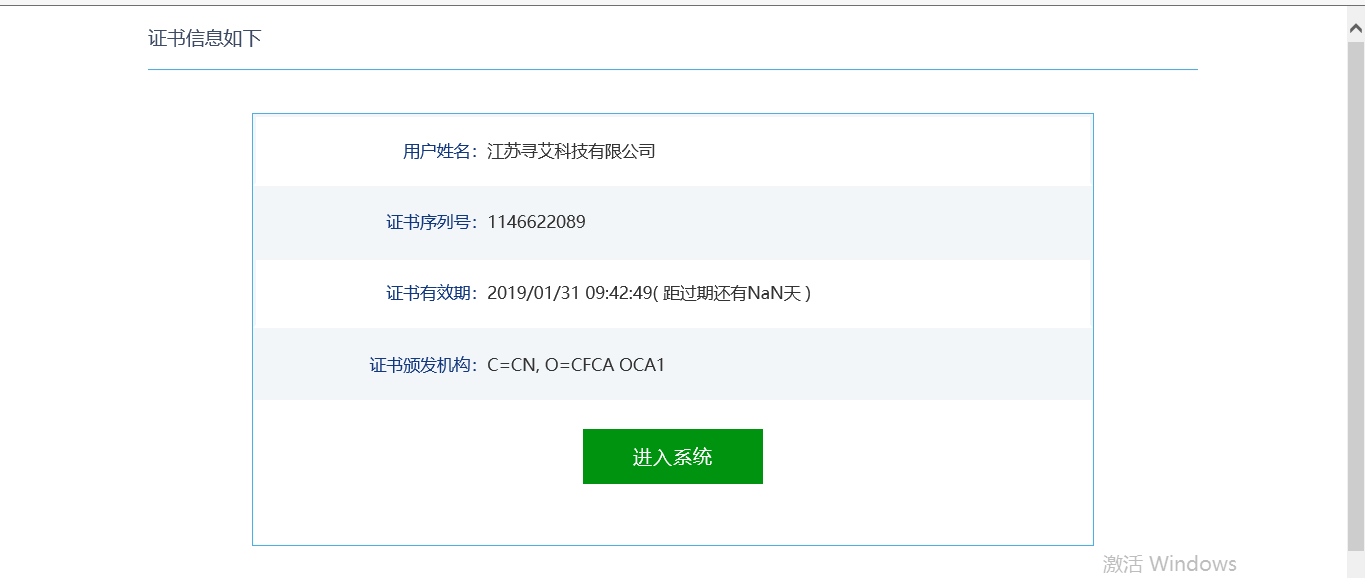 证书信息如下
用户姓名：江苏寻艾科技有限公司
证书序列号：1146622089
证书有效期：2019/01/31 09:42:49( 距过期还有NaN天 )
证书颁发机构：C=CN, O=CFCA OCA1
进入系统
激活 Windows